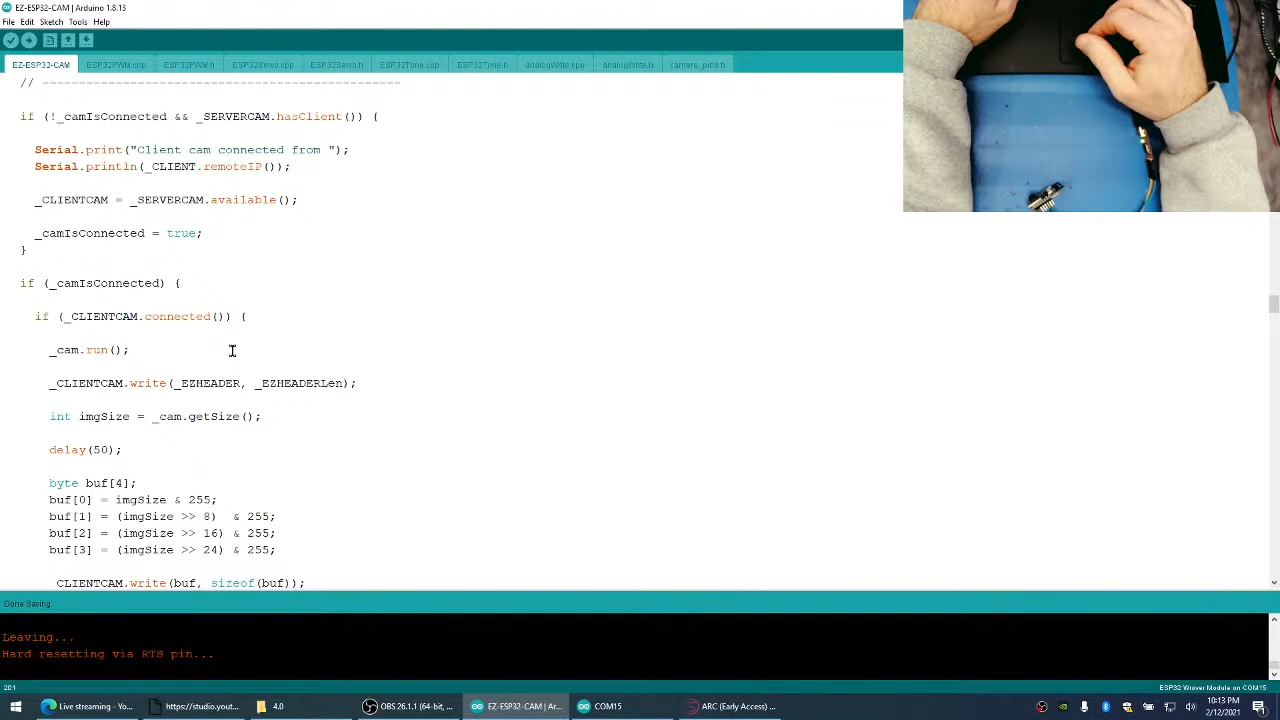 EZ-ESP32-CAM | Arduino 1.8.13
File Edit Sketch Tools Help
EZ-ESP32-CAM ESP32PWM.cpp ESP32PWM.h ESP32Servo.cpp ESP32Servo.h ESP32Tone.cpp ESP32Tone.h analogWrite.cpp analogWrite.h camera_pins.h
// -------------------------------------------------
if (!_camIsConnected && _SERVERCAM.hasClient()) {
Serial.print("Client cam connected from ");
Serial.println(_CLIENT.remoteIP());
_CLIENTCAM = _SERVERCAM.available();
_camIsConnected = true;
}
if (_camIsConnected) {
if (_CLIENTCAM.connected()) {
_cam.run();
_CLIENTCAM.write(_EZHEADER, _EZHEADERLen);
int imgSize = _cam.getSize();
delay(50);
byte buf[4];
buf[0] = imgSize & 255;
buf[1] = (imgSize >> 8)  & 255;
buf[2] = (imgSize >> 16) & 255;
buf[3] = (imgSize >> 24) & 255;
CLIENTCAM.write(buf, sizeof(buf));
Done Saving.
Leaving...
Hard resetting via RTS pin...
201 ESP32 Wrover Module on COM15
Live streaming - Yo... https://studio.yout... 4.0 OBS 26.1.1 (64-bit, ... EZ-ESP32-CAM | Ar... COM15 ARC (Early Access) ... 10:13 PM
2/12/2021